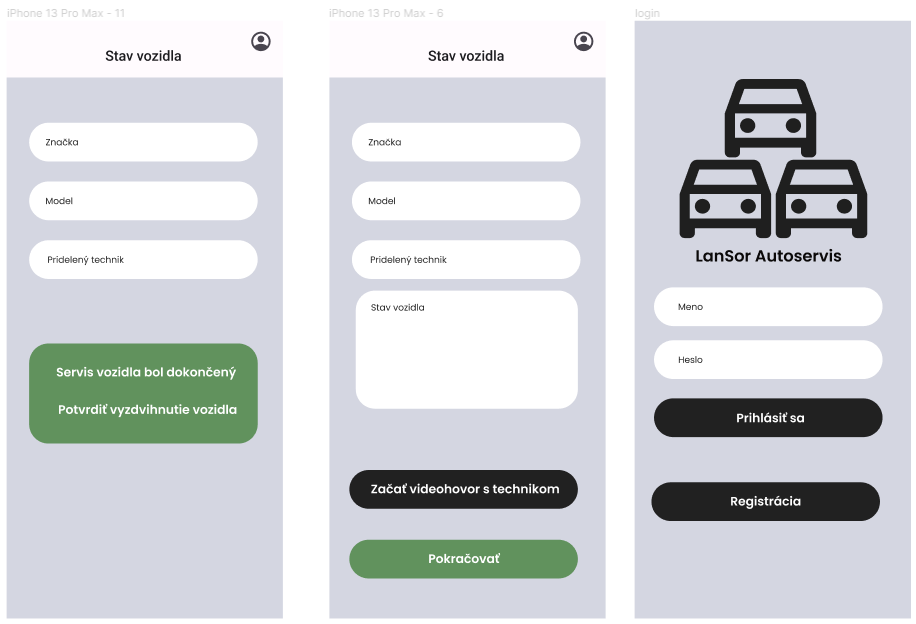 iPhone 13 Pro Max - 11
Stav vozidla
Značka
Model
Pridelený technik
Servis vozidla bol dokončený
Potvrdiť vyzdvihnutie vozidla
iPhone 13 Pro Max - 6
Stav vozidla
Značka
Model
Pridelený technik
Stav vozidla
Začať videohovor s technikom
Pokračovať
login
LanSor Autoservis
Meno
Heslo
Prihlásiť sa
Registrácia